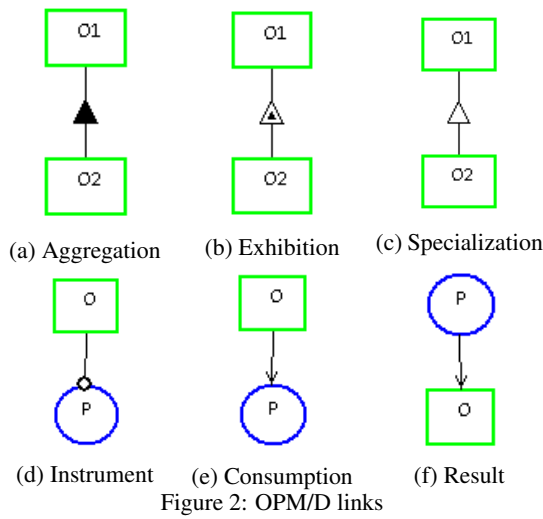 O1
O1
O1
O2
O2
O2
(a) Aggregation
(b) Exhibition
(c) Specialization
O
O
P
P
P
O
(d) Instrument
(e) Consumption
(f) Result
Figure 2: OPM/D links